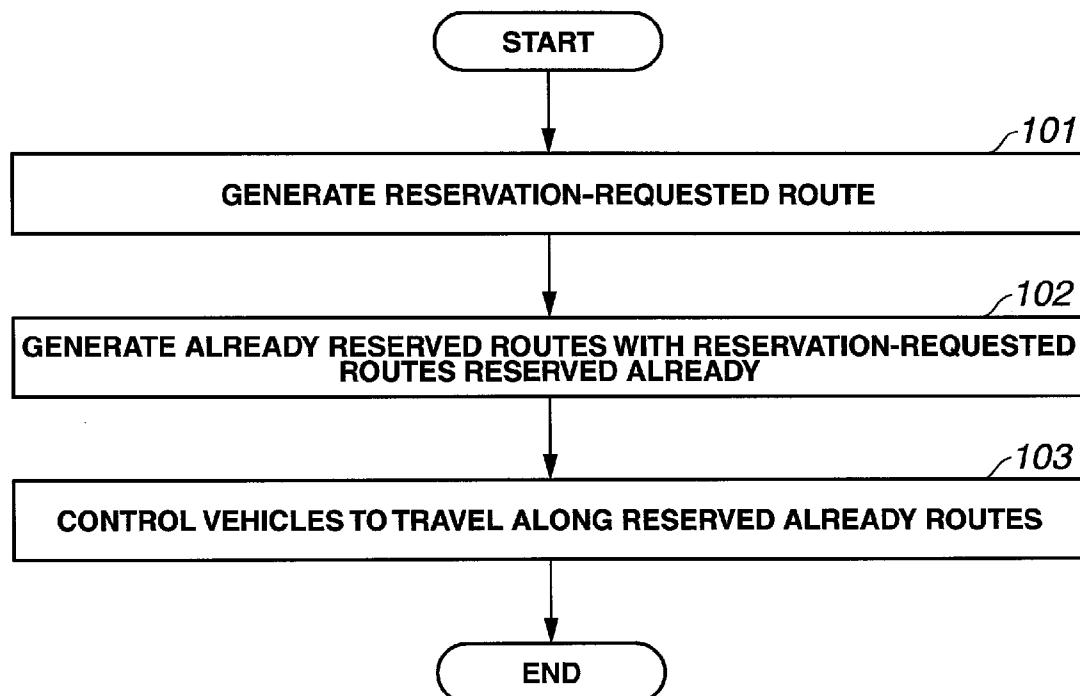 START
101
GENERATE RESERVATION-REQUESTED ROUTE
102
GENERATE ALREADY RESERVED ROUTES WITH RESERVATION-REQUESTED
ROUTES RESERVED ALREADY
103
CONTROL VEHICLES TO TRAVEL ALONG RESERVED ALREADY ROUTES
END